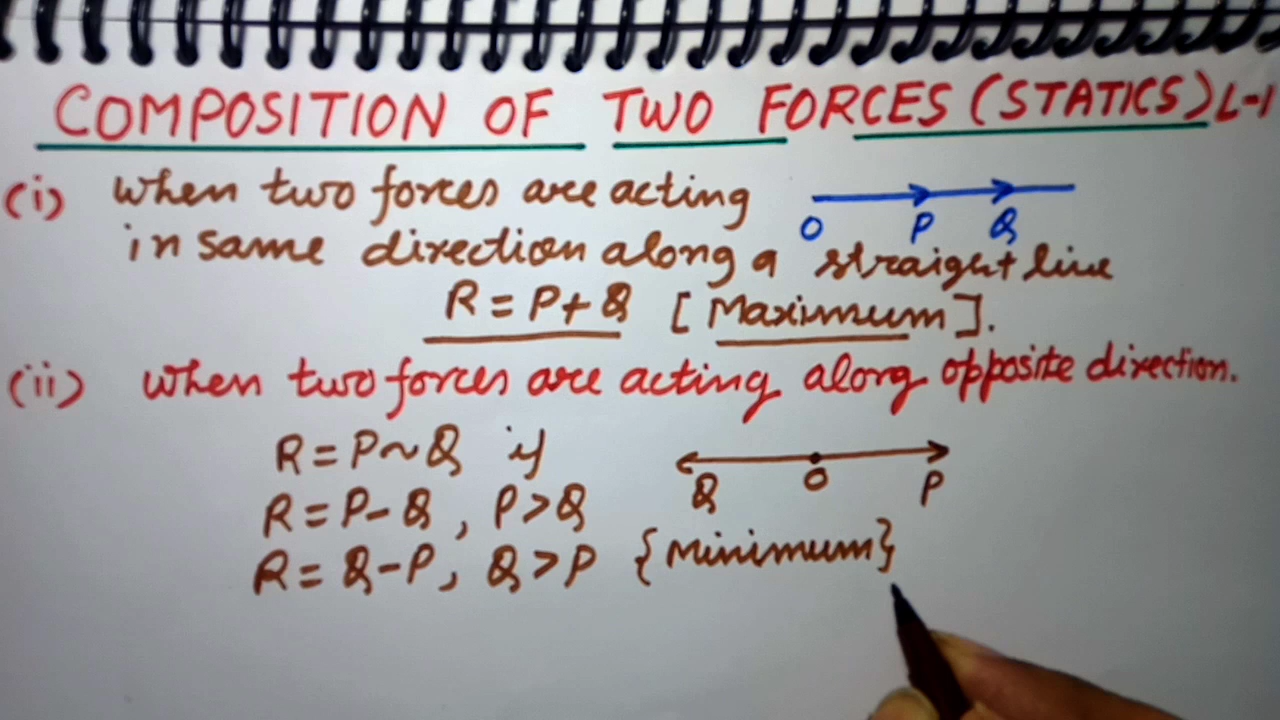 COMPOSITION OF TWO FORCES (STATICS) L-1
(i) When two forces are acting
O P Q
in same direction along a straight line
R = P + Q [Maximum].
(ii) When two forces are acting along opposite direction.
R = P ~ Q if
Q O P
R = P - Q , P > Q
R = Q - P , Q > P {Minimum}